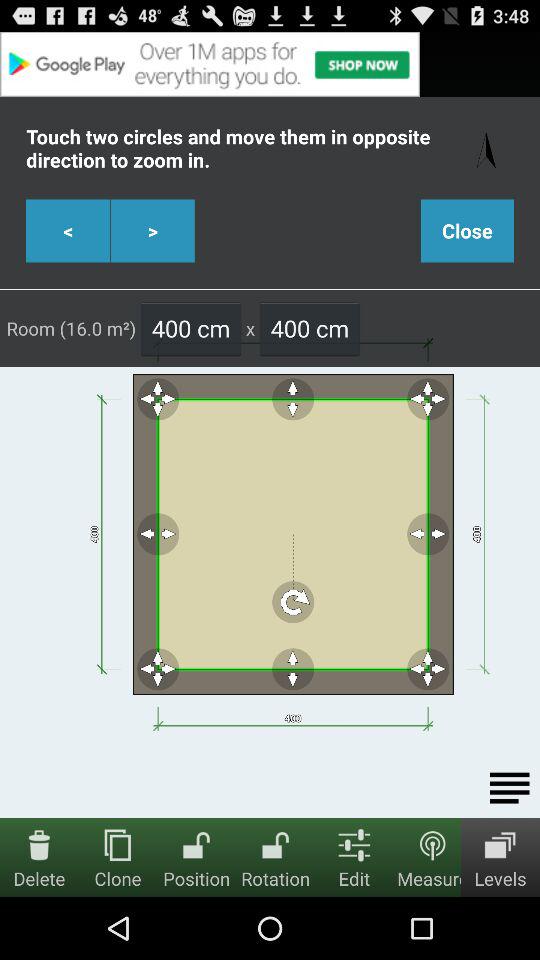 48°
3:48
Google Play
Over 1M apps for
everything you do.
SHOP NOW
Touch two circles and move them in opposite
direction to zoom in.
<
>
Close
Room (16.0 m²)
400 cm
x
400 cm
400
400
400
Delete
Clone
Position
Rotation
Edit
Measur
Levels